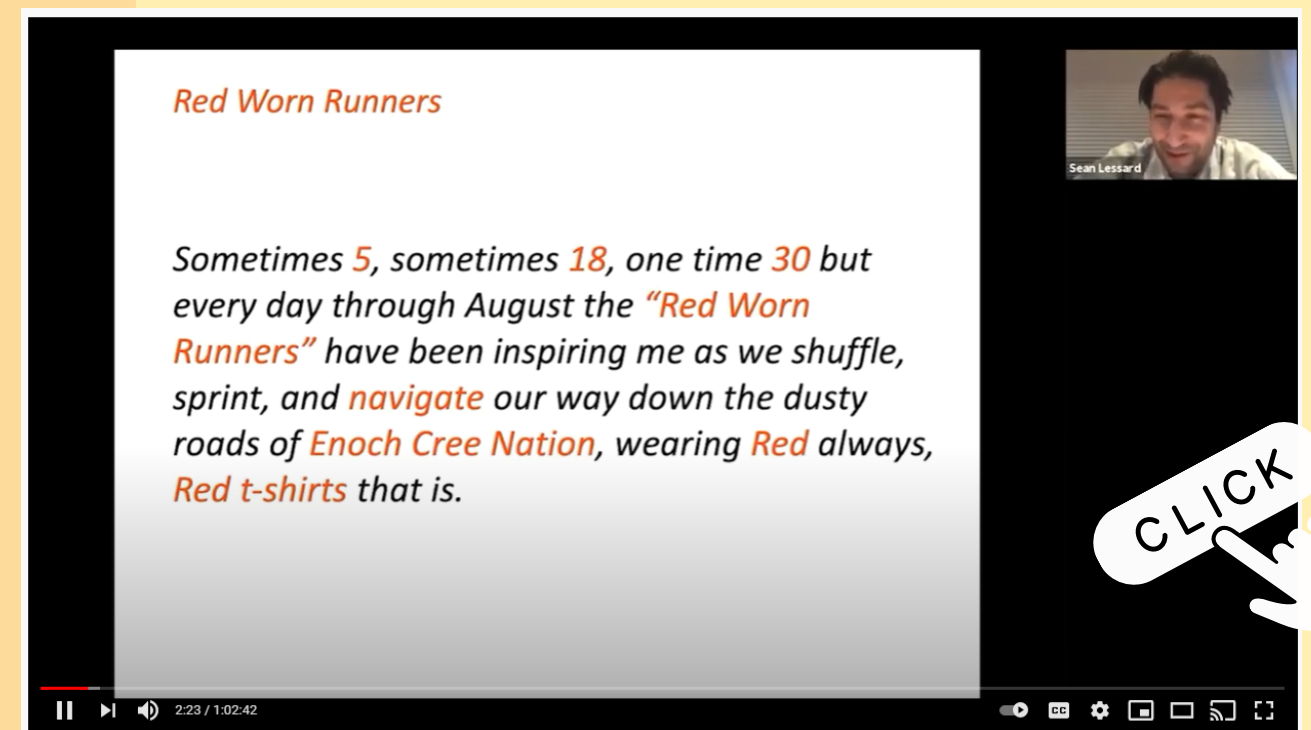 Red Worn Runners
Sometimes 5, sometimes 18, one time 30 but
every day through August the “Red Worn
Runners” have been inspiring me as we shuffle,
sprint, and navigate our way down the dusty
roads of Enoch Cree Nation, wearing Red always,
Red t-shirts that is.
Sean Lessard
CLICK
2:23 / 1:02:42
CC